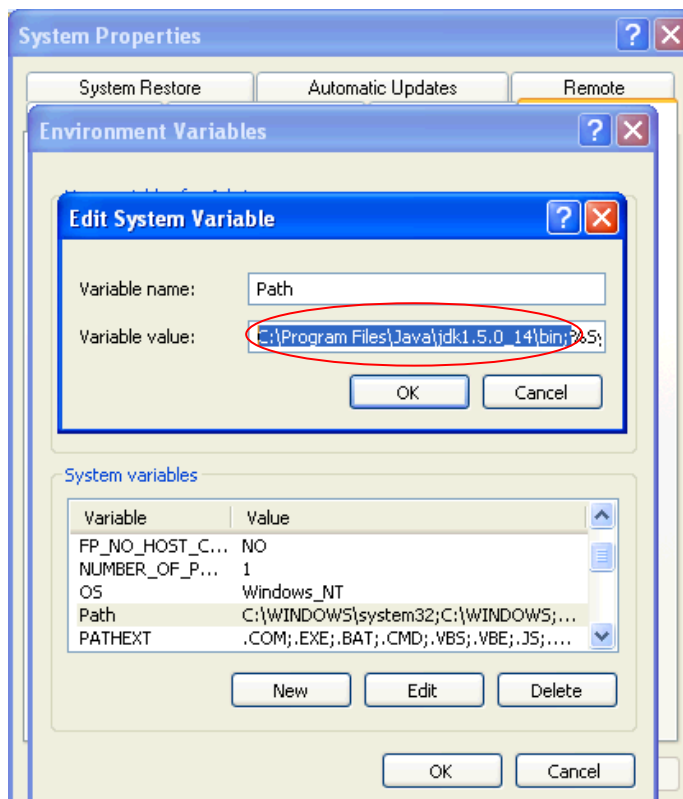 System Properties
System Restore Automatic Updates Remote
Environment Variables
Edit System Variable
Variable name: Path
Variable value: C:\Program Files\Java\jdk1.5.0_14\bin;
OK Cancel
System variables
Variable Value
FP_NO_HOST_C... NO
NUMBER_OF_P... 1
OS Windows_NT
Path C:\WINDOWS\system32;C:\WINDOWS;...
PATHEXT .COM;.EXE;.BAT;.CMD;.VBS;.VBE;.JS;....
New Edit Delete
OK Cancel